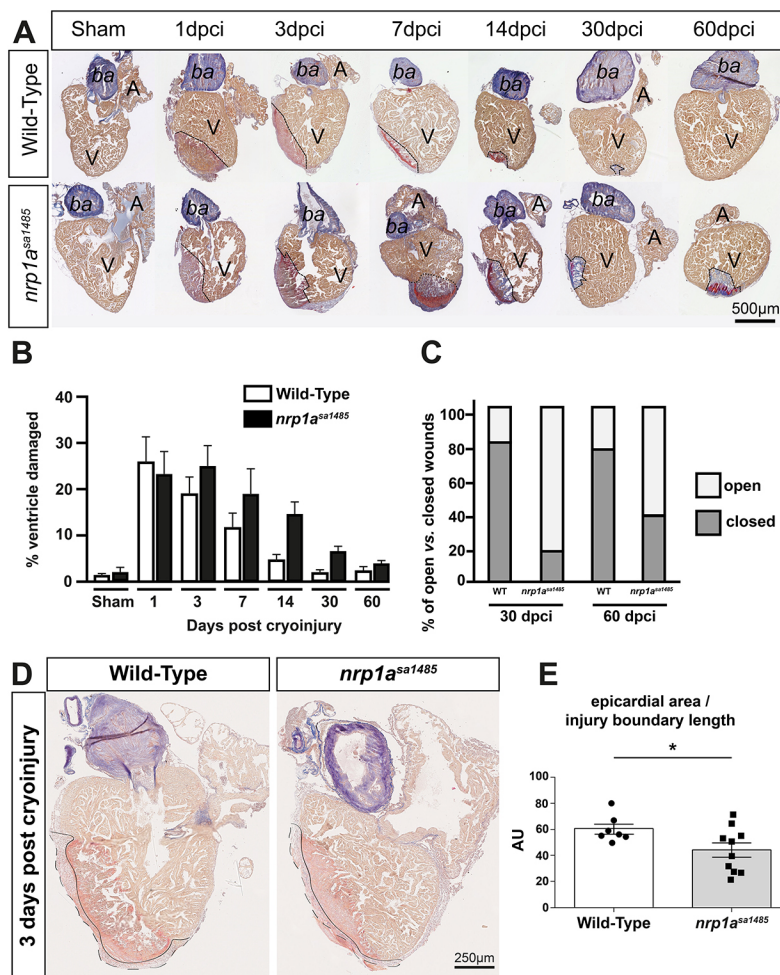 A
Sham 1dpci 3dpci 7dpci 14dpci 30dpci 60dpci
Wild-Type
ba A ba ba A ba ba ba A ba
V V V V V V V
nrp1a^sa1485
ba A ba ba A ba ba A ba A A
V V V V V V V
500µm
B
% ventricle damaged
40
30
20
10
0
Wild-Type
nrp1a^sa1485
Sham 1 3 7 14 30 60
Days post cryoinjury
C
% of open vs. closed wounds
100
80
60
40
20
0
open
closed
WT nrp1a^sa1485 WT nrp1a^sa1485
30 dpci 60 dpci
D
Wild-Type nrp1a^sa1485
3 days post cryoinjury
250µm
E
epicardial area /
injury boundary length
*
AU
100
80
60
40
20
0
Wild-Type nrp1a^sa1485